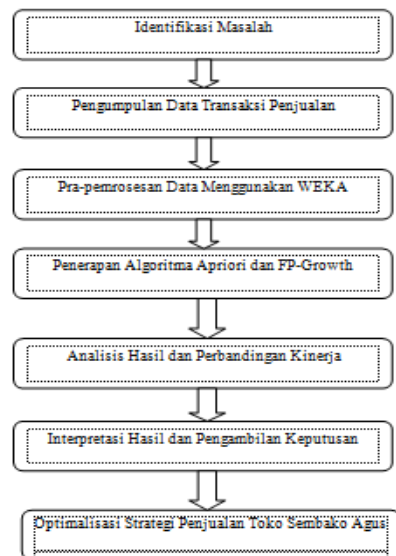 Identifikasi Masalah
Pengumpulan Data Transaksi Penjualan
Pra-pemrosesan Data Menggunakan WEKA
Penerapan Algoritma Apriori dan FP-Growth
Analisis Hasil dan Perbandingan Kinerja
Interpretasi Hasil dan Pengambilan Keputusan
Optimalisasi Strategi Penjualan Toko Sembako Agus